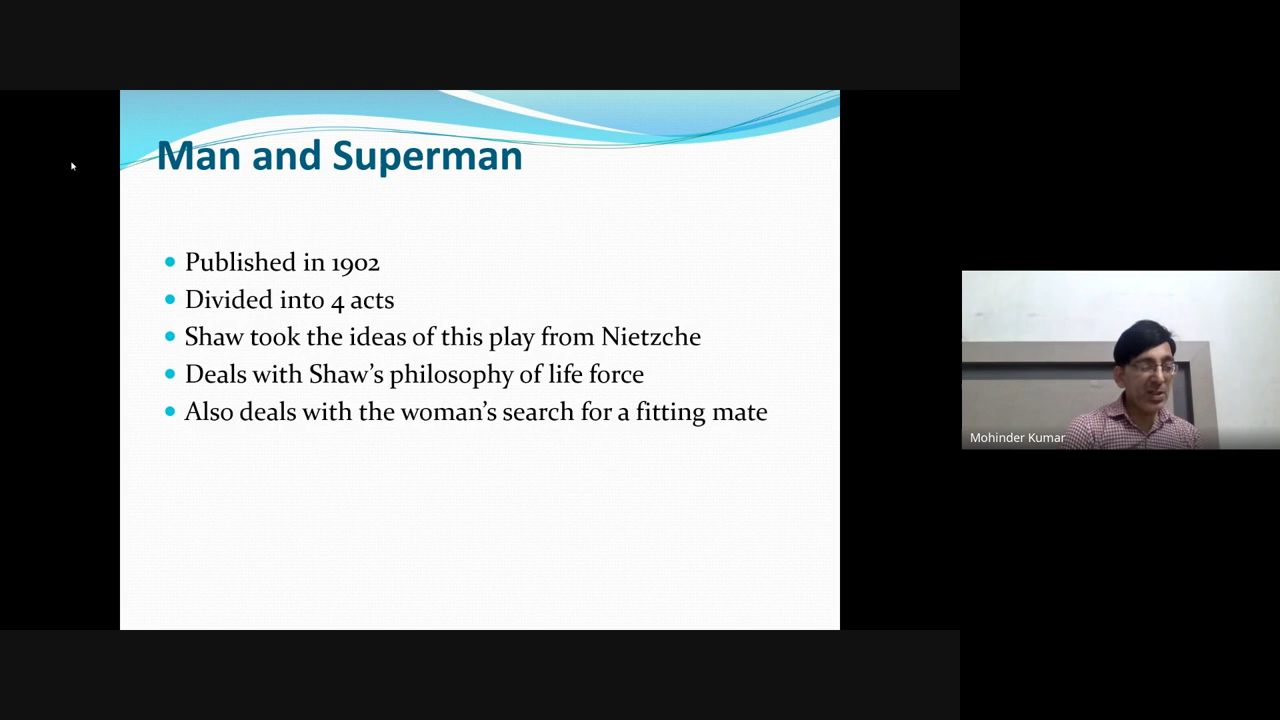 Man and Superman
Published in 1902
Divided into 4 acts
Shaw took the ideas of this play from Nietzche
Deals with Shaw’s philosophy of life force
Also deals with the woman’s search for a fitting mate
Mohinder Kumar